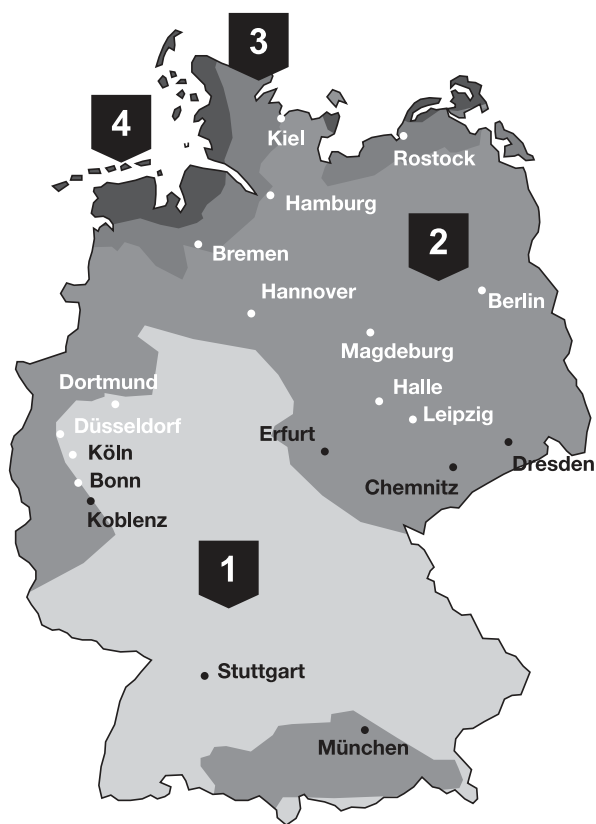 3
4
Kiel
Rostock
Hamburg
2
Bremen
Hannover
Berlin
Magdeburg
Dortmund
Halle
Düsseldorf
Leipzig
Erfurt
Köln
Dresden
Bonn
Chemnitz
Koblenz
1
Stuttgart
München